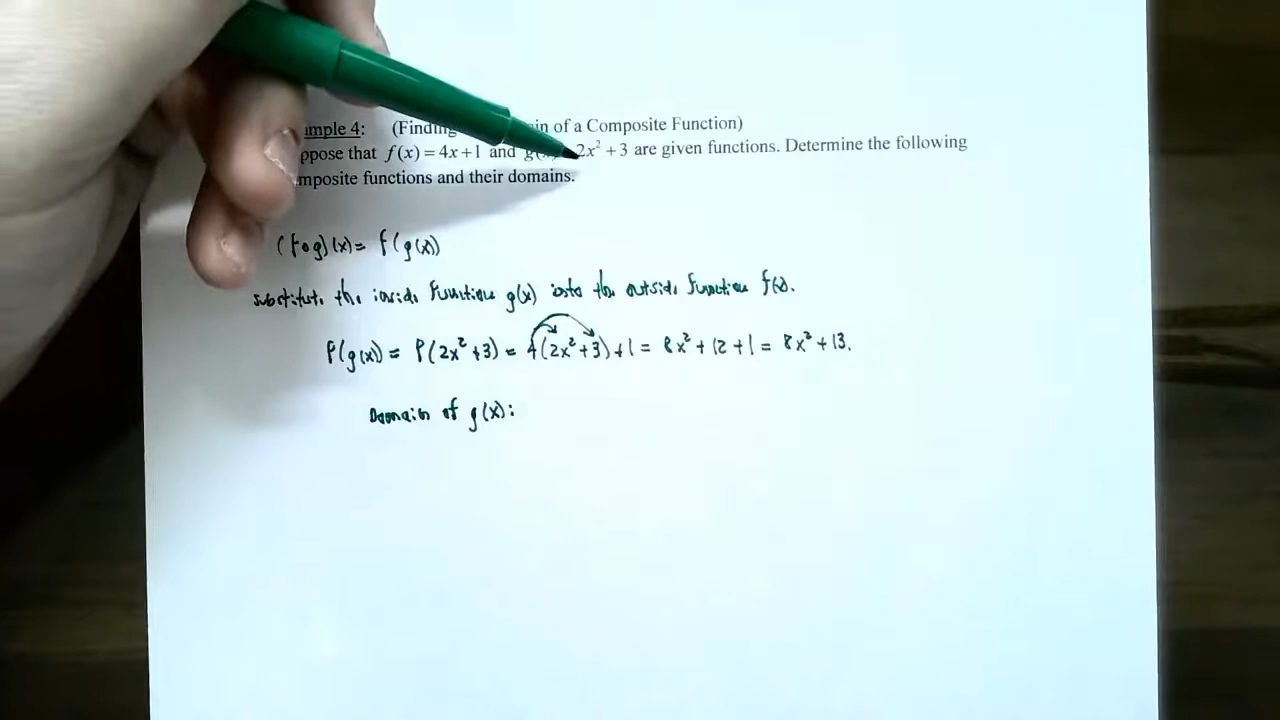 mple 4: (Finding in of a Composite Function)
ppose that f(x) = 4x+1 and g(x) 2x² + 3 are given functions. Determine the following
mposite functions and their domains.
(fog)(x) = f(g(x))
substitute the inside function g(x) into the outside function f(x).
f(g(x)) = f(2x²+3) = 4(2x²+3)+1 = 8x²+12+1 = 8x²+13.
Domain of g(x):